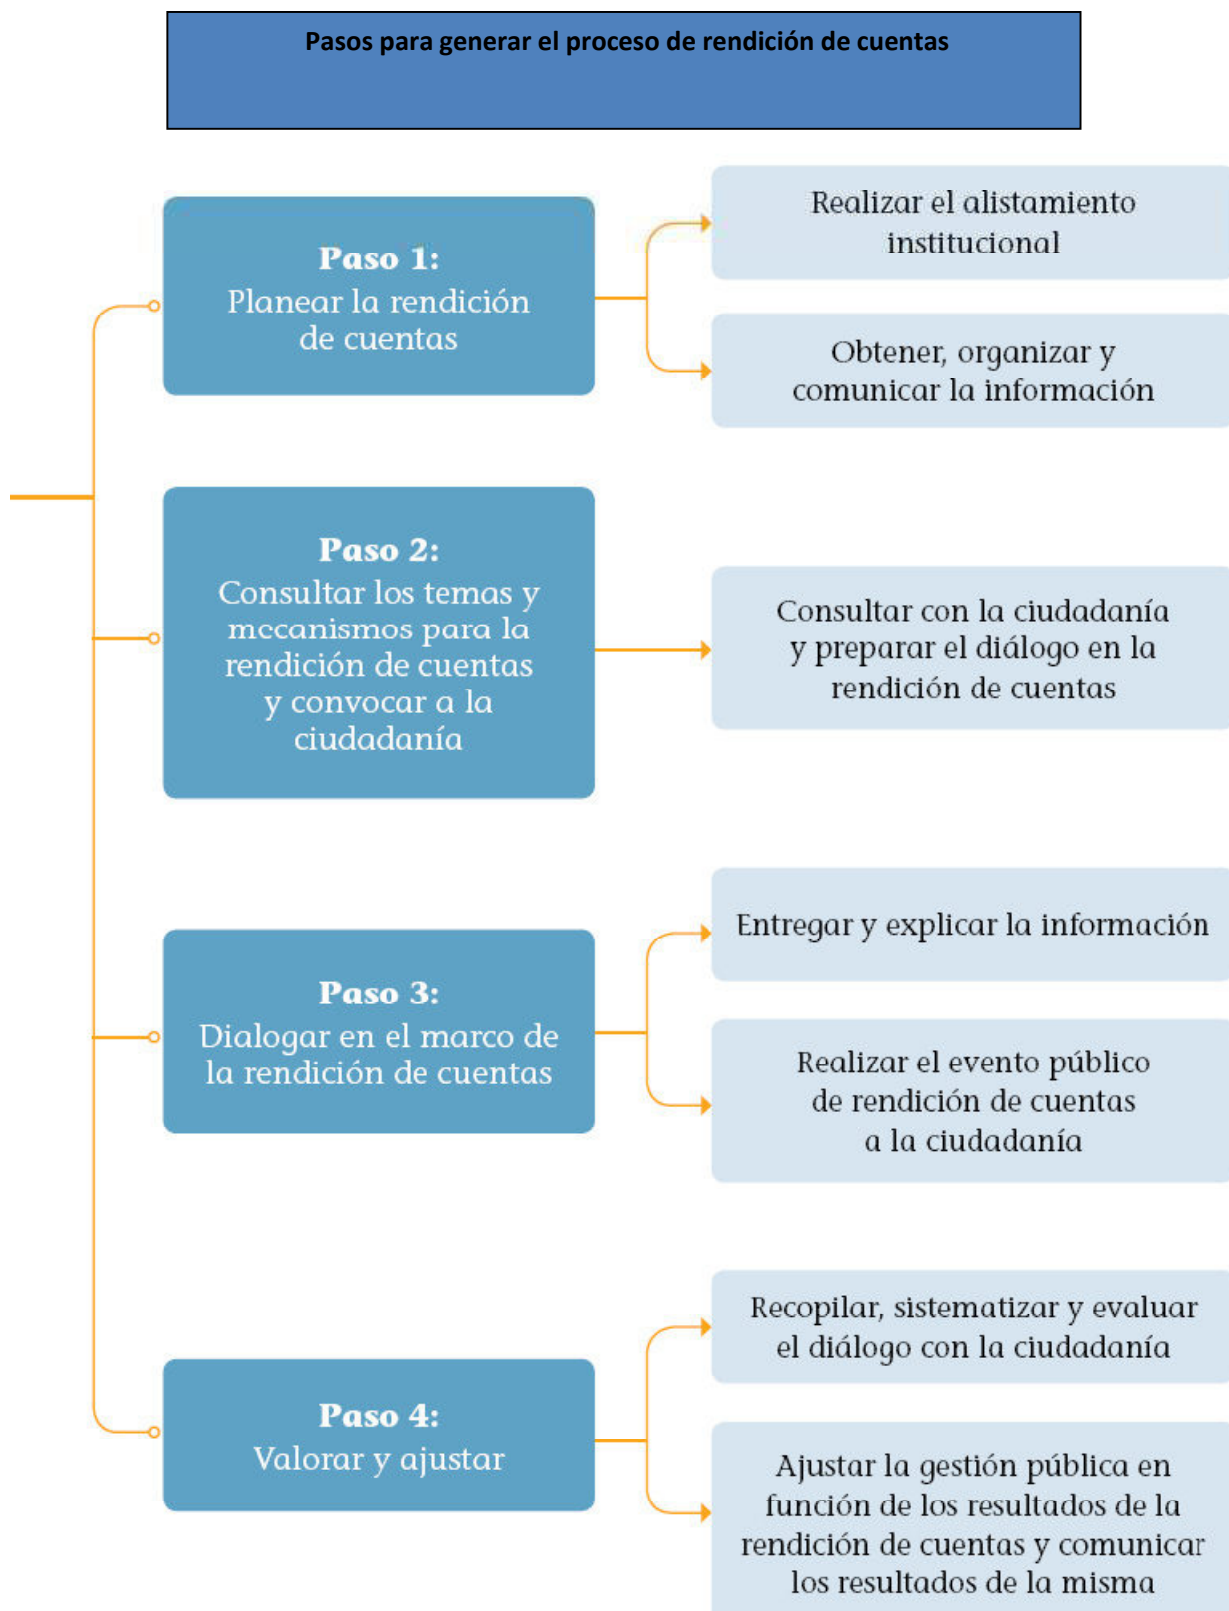 Pasos para generar el proceso de rendición de cuentas
Paso 1:
Planear la rendición
de cuentas
Realizar el alistamiento
institucional
Obtener, organizar y
comunicar la información
Paso 2:
Consultar los temas y
mecanismos para la
rendición de cuentas
y convocar a la
ciudadanía
Consultar con la ciudadanía
y preparar el diálogo en la
rendición de cuentas
Paso 3:
Dialogar en el marco de
la rendición de cuentas
Entregar y explicar la información
Realizar el evento público
de rendición de cuentas
a la ciudadanía
Paso 4:
Valorar y ajustar
Recopilar, sistematizar y evaluar
el diálogo con la ciudadanía
Ajustar la gestión pública en
función de los resultados de la
rendición de cuentas y comunicar
los resultados de la misma